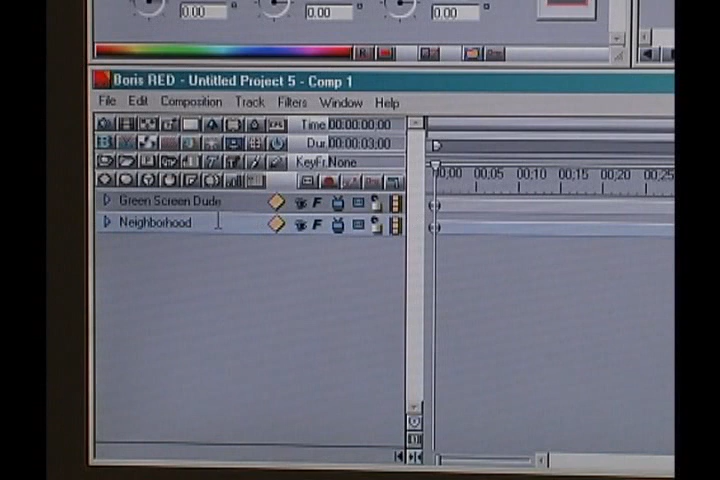 0.00
0.00
0.00
Boris RED - Untitled Project 5 - Comp 1
File Edit Composition Track Filters Window Help
Time 00:00:00;00
Dur. 00:00:03;00
KeyFr. None
00;00 00;05 00;10 00;15 00;20 00;25
Green Screen Dude
Neighborhood